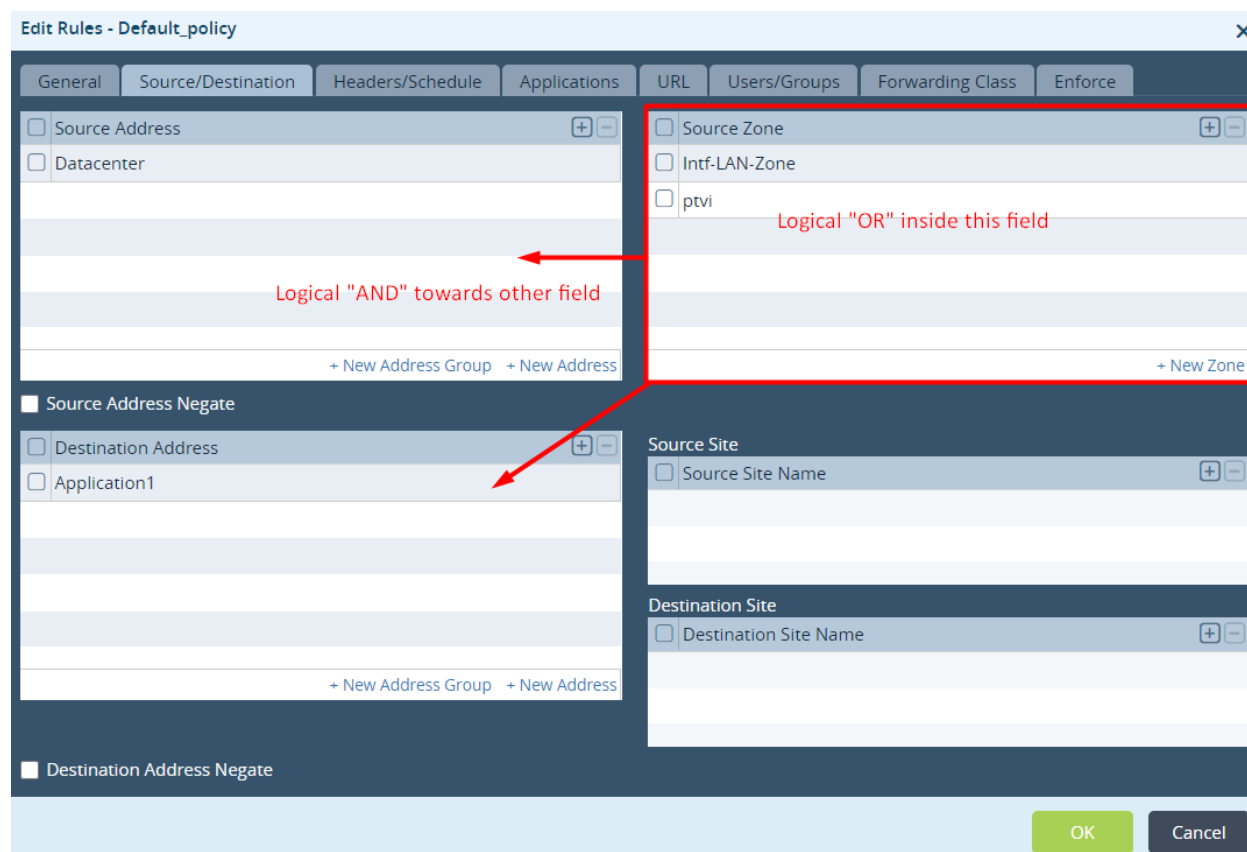 Edit Rules - Default_policy
General Source/Destination Headers/Schedule Applications URL Users/Groups Forwarding Class Enforce
Source Address
Datacenter
+ New Address Group + New Address
Source Address Negate
Source Zone
Intf-LAN-Zone
ptvi
Logical "OR" inside this field
Logical "AND" towards other field
+ New Zone
Destination Address
Application1
+ New Address Group + New Address
Destination Address Negate
Source Site
Source Site Name
Destination Site
Destination Site Name
OK Cancel